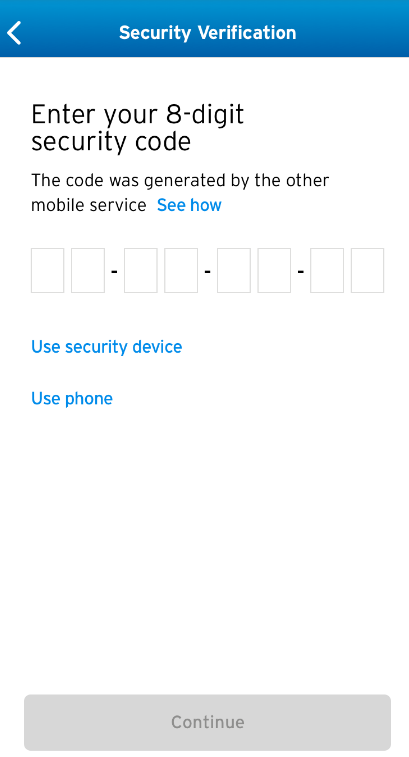 Security Verification
Enter your 8-digit
security code
The code was generated by the other
mobile service See how
- - -
Use security device
Use phone
Continue